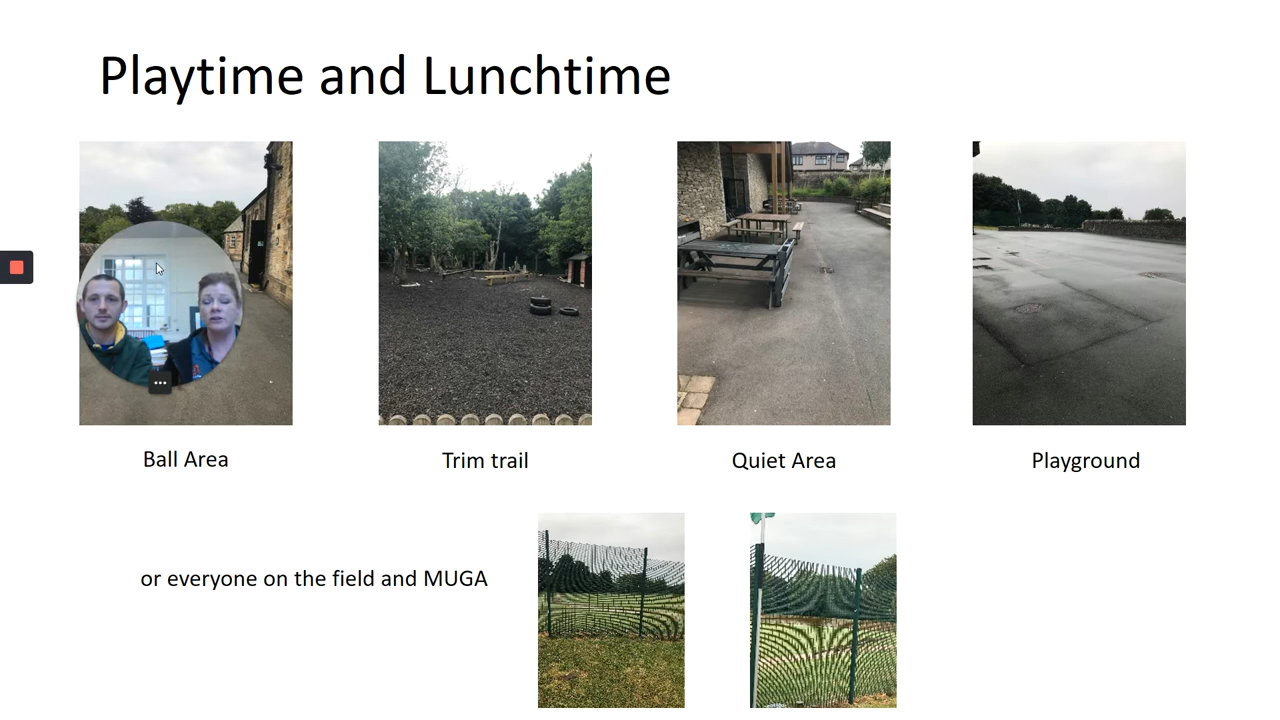 Playtime and Lunchtime
Ball Area
Trim trail
Quiet Area
Playground
or everyone on the field and MUGA